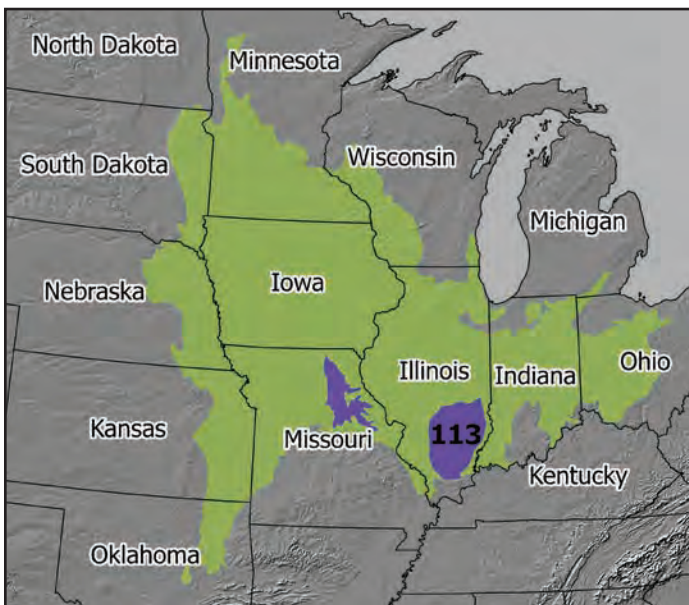 North Dakota
Minnesota
South Dakota
Wisconsin
Michigan
Nebraska
Iowa
Illinois
Indiana
Ohio
Kansas
Missouri
113
Kentucky
Oklahoma